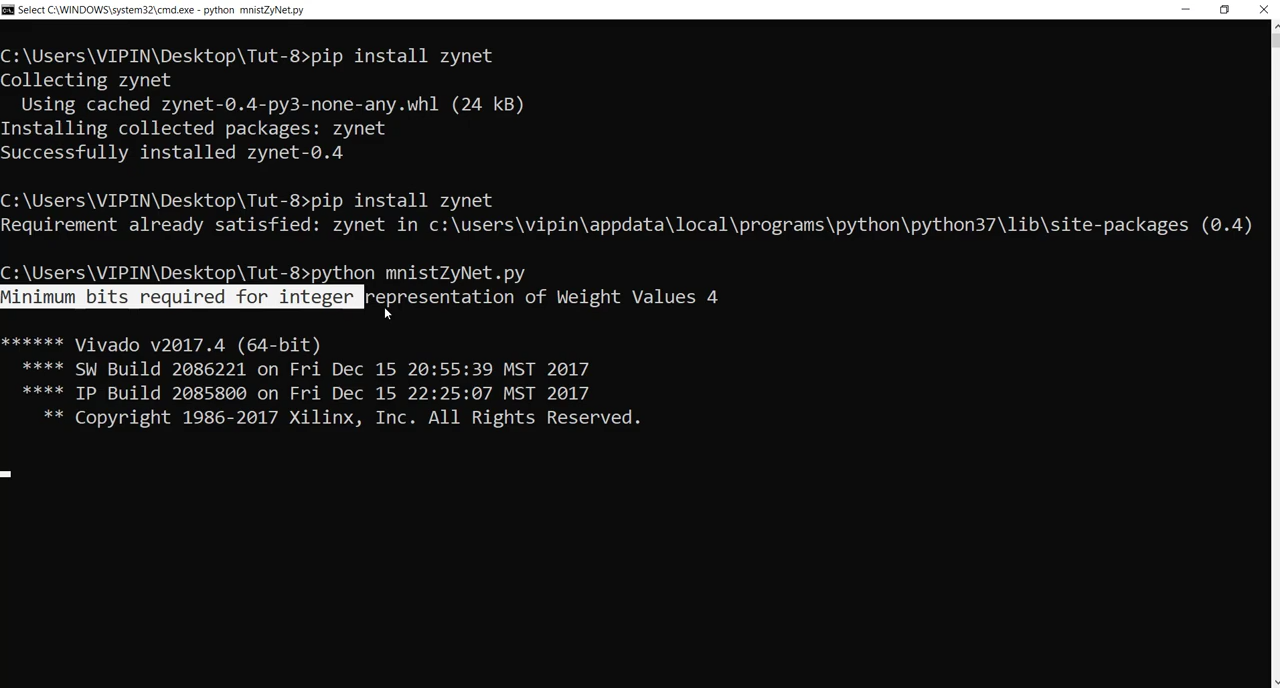 Select C:\WINDOWS\system32\cmd.exe - python mnistZyNet.py
C:\Users\VIPIN\Desktop\Tut-8>pip install zynet
Collecting zynet
  Using cached zynet-0.4-py3-none-any.whl (24 kB)
Installing collected packages: zynet
Successfully installed zynet-0.4
C:\Users\VIPIN\Desktop\Tut-8>pip install zynet
Requirement already satisfied: zynet in c:\users\vipin\appdata\local\programs\python\python37\lib\site-packages (0.4)
C:\Users\VIPIN\Desktop\Tut-8>python mnistZyNet.py
Minimum bits required for integer representation of Weight Values 4
****** Vivado v2017.4 (64-bit)
  **** SW Build 2086221 on Fri Dec 15 20:55:39 MST 2017
  **** IP Build 2085800 on Fri Dec 15 22:25:07 MST 2017
    ** Copyright 1986-2017 Xilinx, Inc. All Rights Reserved.